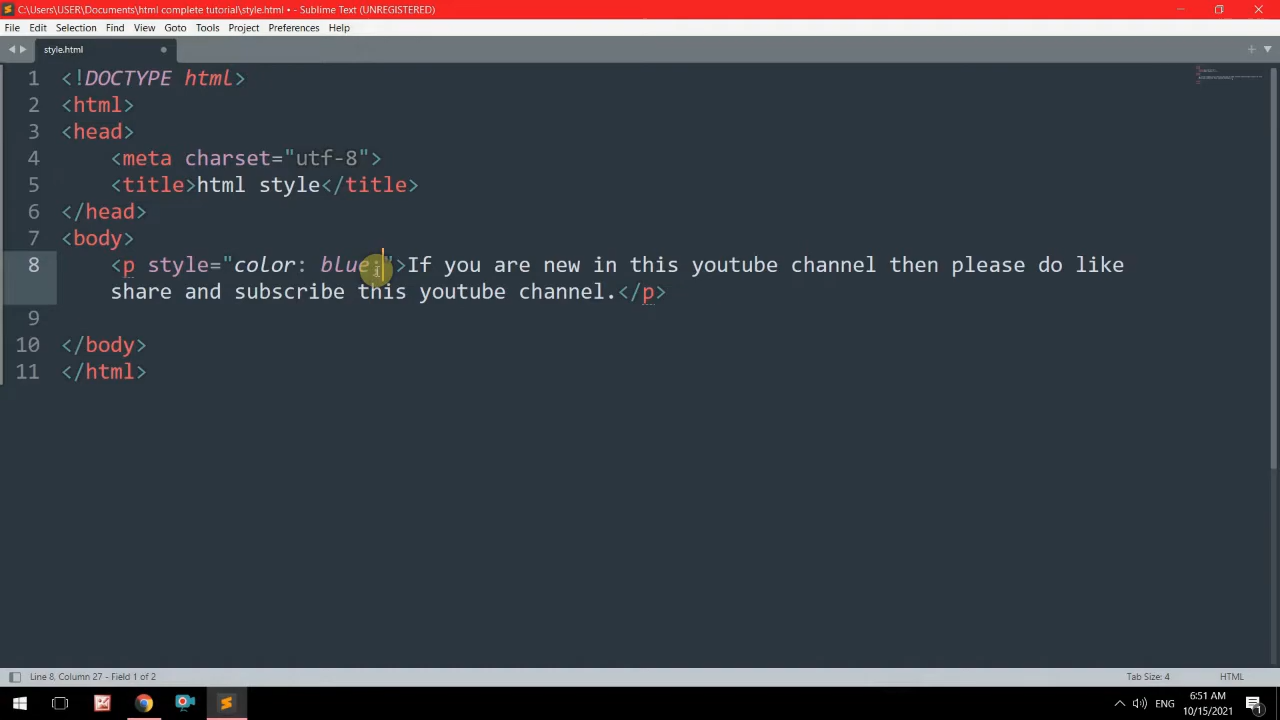 C:\Users\USER\Documents\html complete tutorial\style.html • - Sublime Text (UNREGISTERED)
File Edit Selection Find View Goto Tools Project Preferences Help
style.html
1 <!DOCTYPE html>
2 <html>
3 <head>
4 <meta charset="utf-8">
5 <title>html style</title>
6 </head>
7 <body>
8 <p style="color: blue;">If you are new in this youtube channel then please do like
share and subscribe this youtube channel.</p>
9
10 </body>
11 </html>
Line 8, Column 27 - Field 1 of 2 Tab Size: 4 HTML
6:51 AM
ENG
10/15/2021
1